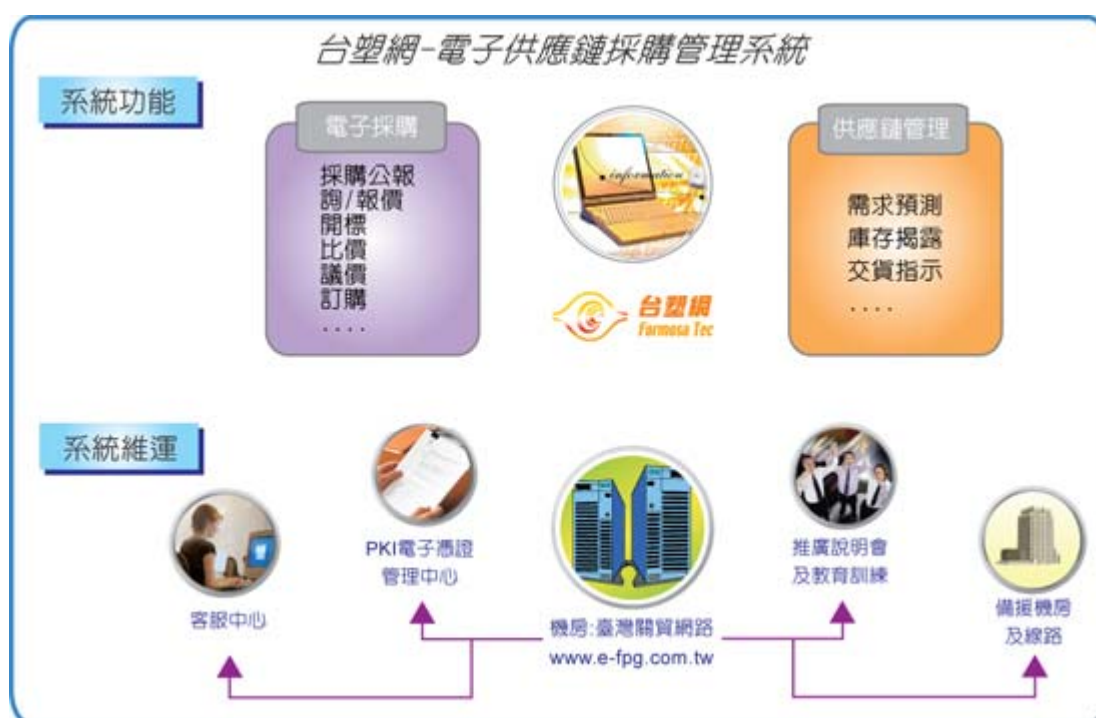 台塑網-電子供應鏈採購管理系統
系統功能
電子採購
採購公報
詢/報價
開標
比價
議價
訂購
....
information
台塑網
Formosa Tec
供應鏈管理
需求預測
庫存揭露
交貨指示
....
系統維運
客服中心
PKI電子憑證
管理中心
機房:臺灣關貿網路
www.e-fpg.com.tw
推廣說明會
及教育訓練
備援機房
及線路